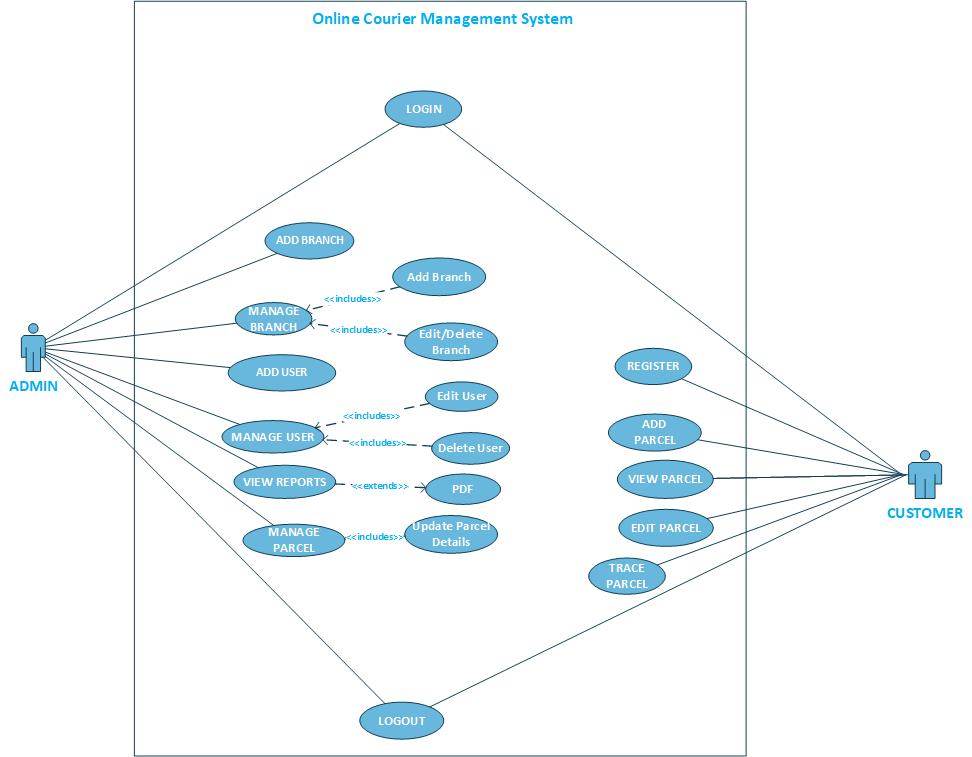 Online Courier Management System
LOGIN
ADD BRANCH
Add Branch
<<includes>>
MANAGE
BRANCH
<<includes>>
Edit/Delete
Branch
ADMIN
ADD USER
REGISTER
Edit User
<<includes>>
MANAGE USER
<<includes>>
Delete User
ADD
PARCEL
VIEW REPORTS
<<extends>>
PDF
VIEW PARCEL
CUSTOMER
MANAGE
PARCEL
<<includes>>
Update Parcel
Details
EDIT PARCEL
TRACE
PARCEL
LOGOUT